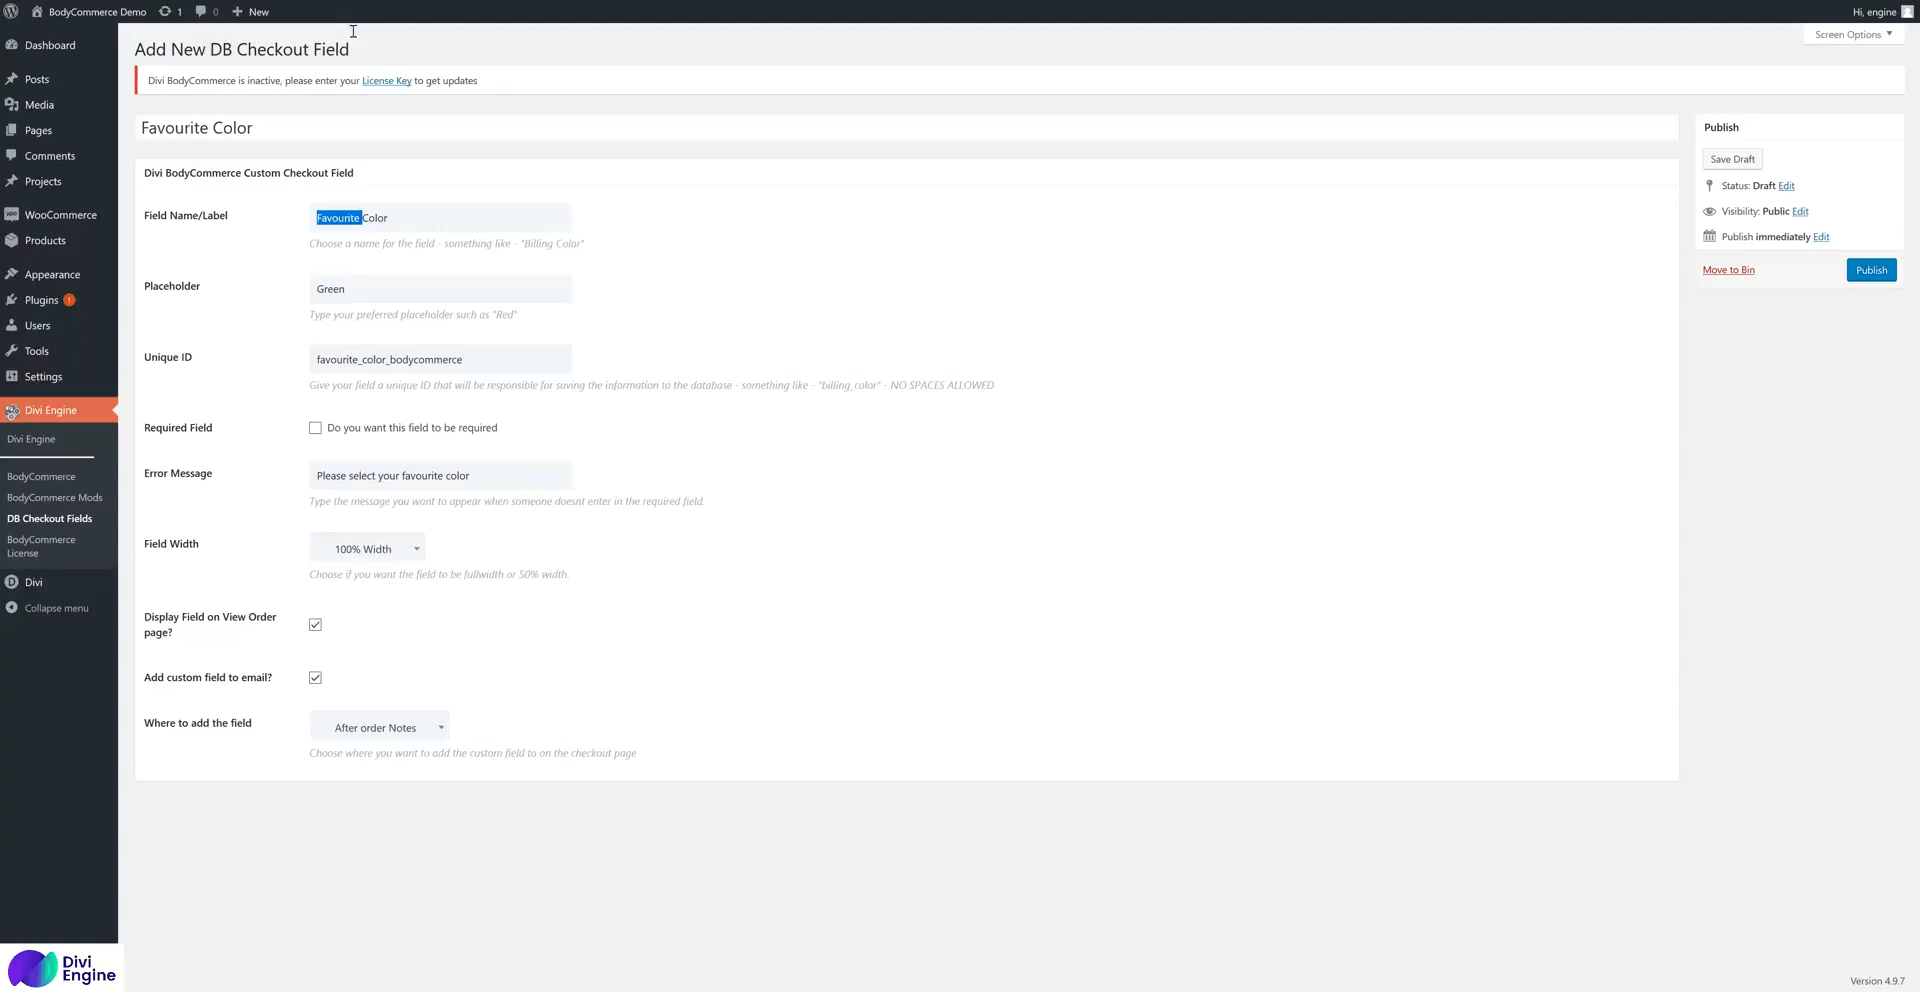 BodyCommerce Demo 1 0 New
Hi, engine
Screen Options
Dashboard
Posts
Media
Pages
Comments
Projects
WooCommerce
Products
Appearance
Plugins 1
Users
Tools
Settings
Divi Engine
Divi Engine
BodyCommerce
BodyCommerce Mods
DB Checkout Fields
BodyCommerce
License
Divi
Collapse menu
Divi
Engine
Add New DB Checkout Field
Divi BodyCommerce is inactive, please enter your License Key to get updates
Favourite Color
Divi BodyCommerce Custom Checkout Field
Field Name/Label
Favourite Color
Choose a name for the field - something like - "Billing Color"
Placeholder
Green
Type your preferred placeholder such as "Red"
Unique ID
favourite_color_bodycommerce
Give your field a unique ID that will be responsible for saving the information to the database - something like - "billing_color" - NO SPACES ALLOWED
Required Field
Do you want this field to be required
Error Message
Please select your favourite color
Type the message you want to appear when someone doesnt enter in the required field.
Field Width
100% Width
Choose if you want the field to be fullwidth or 50% width.
Display Field on View Order
page?
Add custom field to email?
Where to add the field
After order Notes
Choose where you want to add the custom field to on the checkout page
Publish
Save Draft
Status: Draft Edit
Visibility: Public Edit
Publish immediately Edit
Move to Bin
Publish
Version 4.9.7